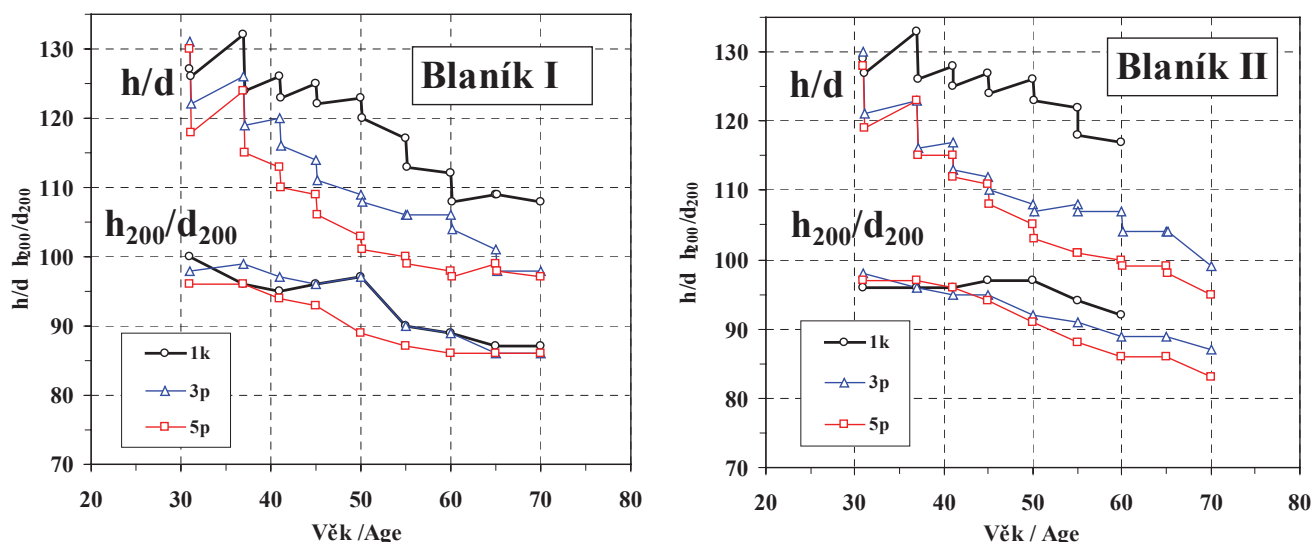 Blaník I
h/d
h200/d200
h/d h200/d200
130
120
110
100
90
80
70
20 30 40 50 60 70 80
Věk /Age
1k
3p
5p
Blaník II
h/d
h200/d200
h/d h200/d200
130
120
110
100
90
80
70
20 30 40 50 60 70 80
Věk / Age
1k
3p
5p